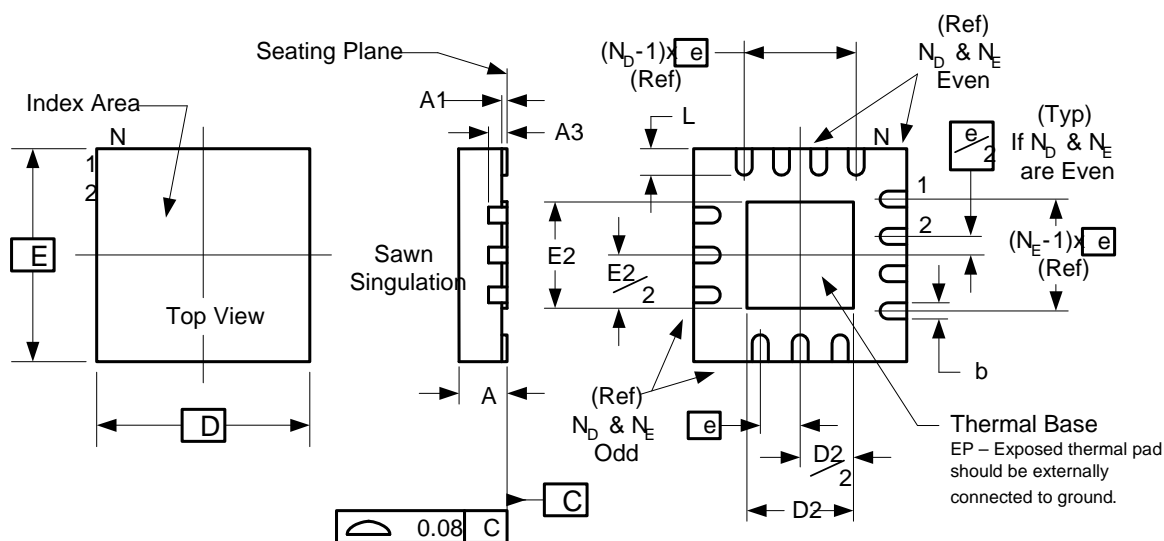 Seating Plane
(N_D-1)x e
(Ref)
(Ref)
N_D & N_E
Even
Index Area
A1
A3
L
N
1
2
E
Top View
D
Sawn
Singulation
A
E2
E2/2
N
1
2
e/2
(Typ)
If N_D & N_E
are Even
(N_E-1)x e
(Ref)
b
(Ref)
N_D & N_E
Odd
e
D2/2
D2
Thermal Base
EP – Exposed thermal pad
should be externally
connected to ground.
C
0.08 C